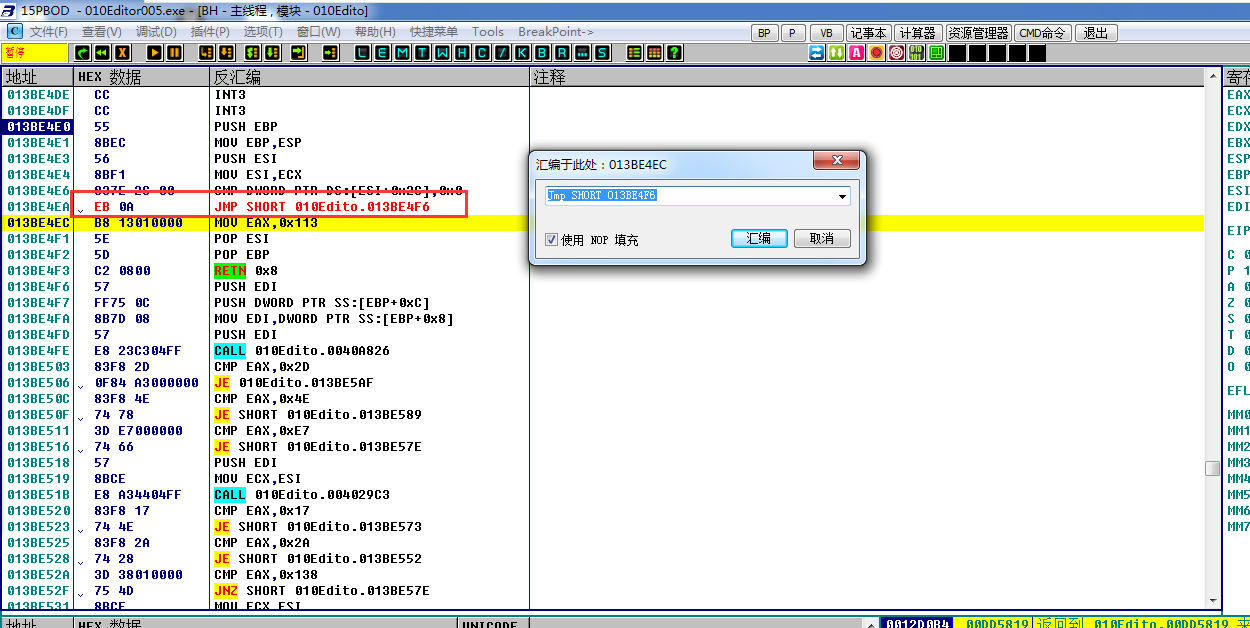 15PBOD - 010Editor005.exe - [BH - 主线程 , 模块 - 010Edito]
文件(F) 查看(V) 调试(D) 插件(P) 选项(T) 窗口(W) 帮助(H) 快捷菜单 Tools BreakPoint-> BP P VB 记事本 计算器 资源管理器 CMD命令 退出
暂停 L E M T W H C / K B R ... S ?
地址 HEX 数据 反汇编 注释 寄存
013BE4DE CC INT3 EAX
013BE4DF CC INT3 ECX
013BE4E0 55 PUSH EBP EDX
013BE4E1 8BEC MOV EBP,ESP EBX
013BE4E3 56 PUSH ESI ESP
013BE4E4 8BF1 MOV ESI,ECX EBP
013BE4E6 837E 2C 00 CMP DWORD PTR DS:[ESI+0x2C],0x0 ESI
013BE4EA EB 0A JMP SHORT 010Edito.013BE4F6 EDI
013BE4EC B8 13010000 MOV EAX,0x113
013BE4F1 5E POP ESI EIP
013BE4F2 5D POP EBP
013BE4F3 C2 0800 RETN 0x8 P 1
013BE4F6 57 PUSH EDI A 0
013BE4F7 FF75 0C PUSH DWORD PTR SS:[EBP+0xC] Z 0
013BE4FA 8B7D 08 MOV EDI,DWORD PTR SS:[EBP+0x8] S 0
013BE4FD 57 PUSH EDI T 0
013BE4FE E8 23C304FF CALL 010Edito.0040A826 D 0
013BE503 83F8 2D CMP EAX,0x2D O 0
013BE506 0F84 A3000000 JE 010Edito.013BE5AF
013BE50C 83F8 4E CMP EAX,0x4E EFL
013BE50F 74 78 JE SHORT 010Edito.013BE589 MM0
013BE511 3D E7000000 CMP EAX,0xE7 MM1
013BE516 74 66 JE SHORT 010Edito.013BE57E MM2
013BE518 57 PUSH EDI MM3
013BE519 8BCE MOV ECX,ESI MM4
013BE51B E8 A34404FF CALL 010Edito.004029C3 MM5
013BE520 83F8 17 CMP EAX,0x17 MM6
013BE523 74 4E JE SHORT 010Edito.013BE573 MM7
013BE525 83F8 2A CMP EAX,0x2A
013BE528 74 28 JE SHORT 010Edito.013BE552
013BE52A 3D 38010000 CMP EAX,0x138
013BE52F 75 4D JNZ SHORT 010Edito.013BE57E
013BE531 8BCE MOV ECX,ESI
地址 HEX 数据 UNICODE 0012D0B4 00DD5819 返回到 010Edito.00DD5819 来
汇编于此处：013BE4EC
Jmp SHORT 013BE4F6
使用 NOP 填充 汇编 取消